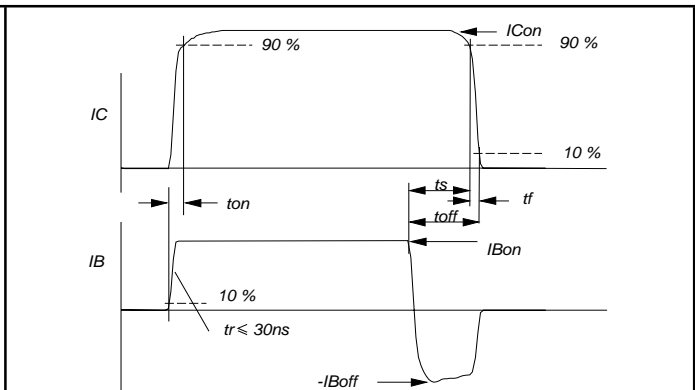 ICon
90 %
90 %
IC
10 %
ts
ton
tf
toff
IBon
IB
10 %
tr≤ 30ns
-IBoff